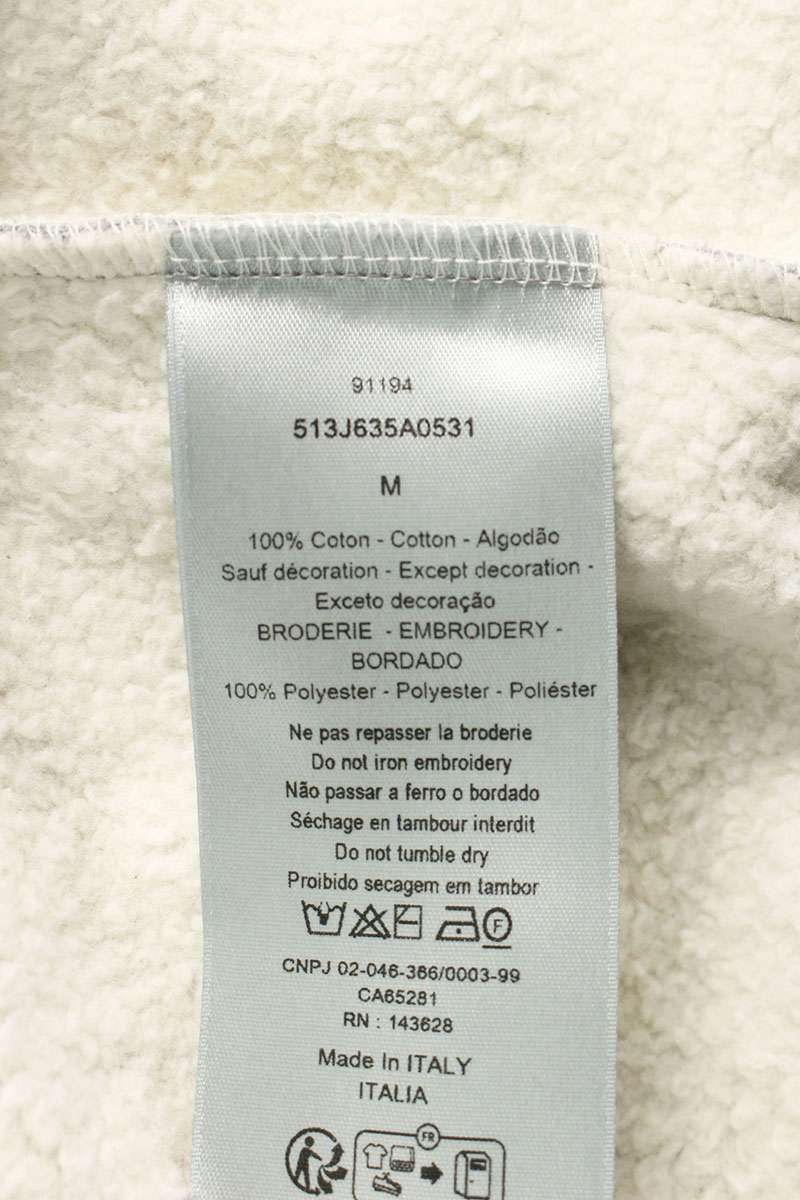 91194
513J635A0531
M
100% Coton - Cotton - Algodão
Sauf décoration - Except decoration -
Exceto decoração
BRODERIE - EMBROIDERY -
BORDADO
100% Polyester - Polyester - Poliéster
Ne pas repasser la broderie
Do not iron embroidery
Não passar a ferro o bordado
Séchage en tambour interdit
Do not tumble dry
Proibido secagem em tambor
F
CNPJ 02-046-366/0003-99
CA65281
RN : 143628
Made In ITALY
ITALIA
FR